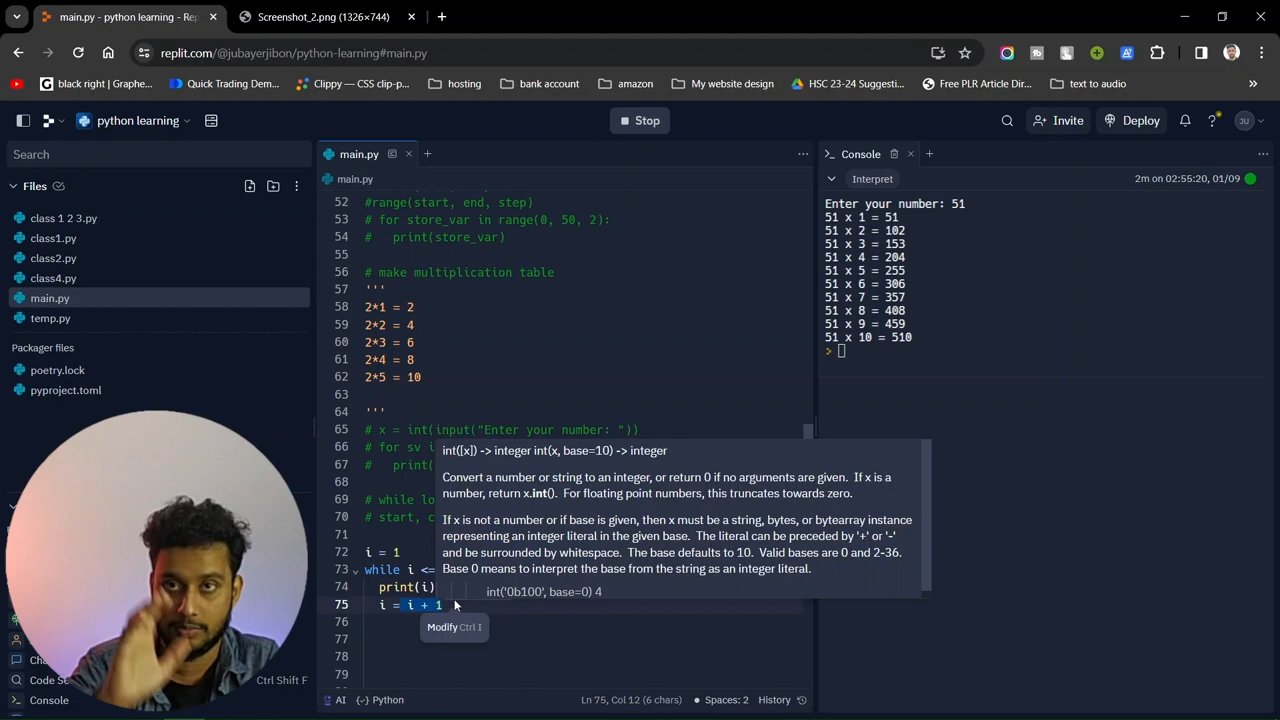 main.py - python learning - Rep
Screenshot_2.png (1326×744)
replit.com/@jubayerjibon/python-learning#main.py
black right | Graphe...
Quick Trading Dem...
Clippy — CSS clip-p...
hosting
bank account
amazon
My Wedding design
HSC 23-24 Suggesti...
Free PLR Article Dir...
text to audio
python learning
Stop
Invite
Deploy
JU
Search
main.py
Console
Files
main.py
Interpret
2m on 02:55:20, 01/09
class 1 2 3.py
class1.py
class2.py
class4.py
main.py
temp.py
Packager files
poetry.lock
pyproject.toml
Cha
Code Se
Ctrl Shift F
Console
52 #range(start, end, step)
53 # for store_var in range(0, 50, 2):
54 #   print(store_var)
55
56 # make multiplication table
57 '''
58 2*1 = 2
59 2*2 = 4
60 2*3 = 6
61 2*4 = 8
62 2*5 = 10
63
64 '''
65 # x = int(input("Enter your number: "))
66 # for sv i
67 #   print(
68
69 # while lo
70 # start, c
71
72 i = 1
73 while i <=
74   print(i)
75   i = i + 1
76
77
78
79
int([x]) -> integer int(x, base=10) -> integer
Convert a number or string to an integer, or return 0 if no arguments are given. If x is a
number, return x.int(). For floating point numbers, this truncates towards zero.
If x is not a number or if base is given, then x must be a string, bytes, or bytearray instance
representing an integer literal in the given base. The literal can be preceded by '+' or '-'
and be surrounded by whitespace. The base defaults to 10. Valid bases are 0 and 2-36.
Base 0 means to interpret the base from the string as an integer literal.
int('0b100', base=0) 4
Modify Ctrl I
AI
Python
Ln 75, Col 12 (6 chars)
Spaces: 2
History
Enter your number: 51
51 x 1 = 51
51 x 2 = 102
51 x 3 = 153
51 x 4 = 204
51 x 5 = 255
51 x 6 = 306
51 x 7 = 357
51 x 8 = 408
51 x 9 = 459
51 x 10 = 510